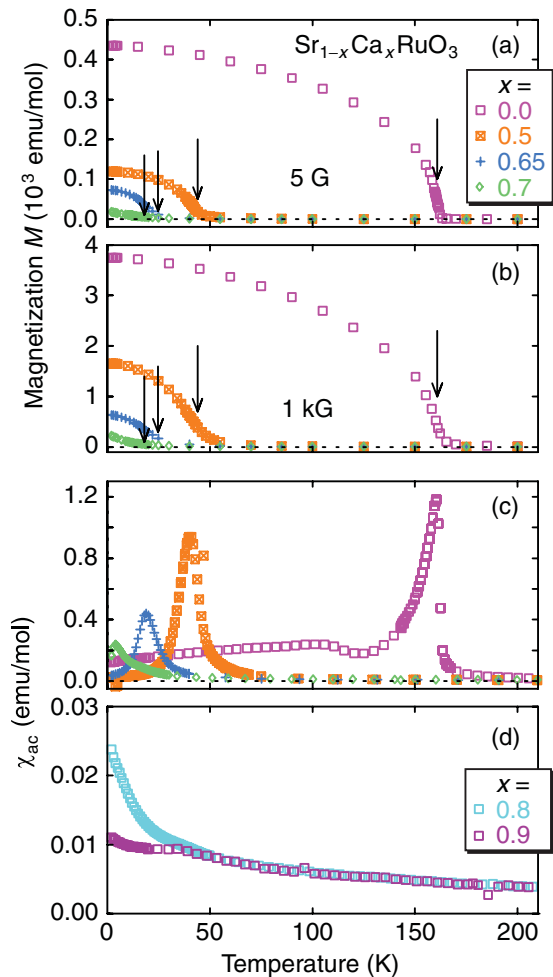 Sr1−xCaxRuO3 (a)
x =
0.0
0.5
0.65
0.7
5 G
0.5
0.4
0.3
0.2
0.1
0.0
Magnetization M (10³ emu/mol)
(b)
1 kG
4
3
2
1
0
(c)
1.2
0.8
0.4
0.0
χac (emu/mol)
(d)
x =
0.8
0.9
0.03
0.02
0.01
0.00
0 50 100 150 200
Temperature (K)